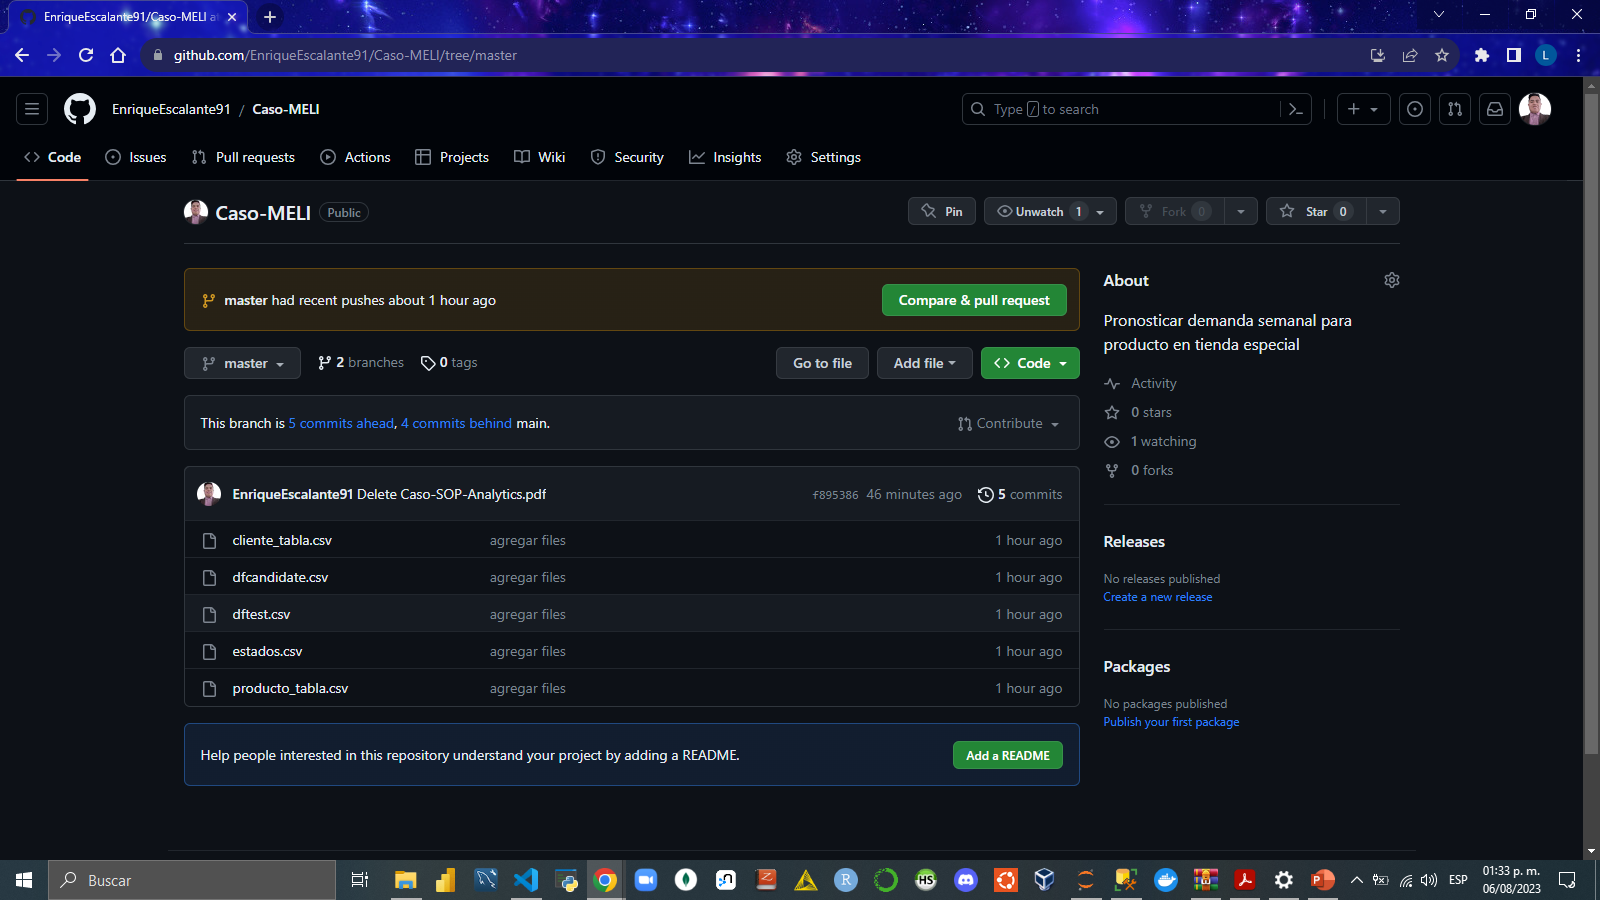 EnriqueEscalante91/Caso-MELI at
github.com/EnriqueEscalante91/Caso-MELI/tree/master
L
EnriqueEscalante91 / Caso-MELI
Type / to search
Code Issues Pull requests Actions Projects Wiki Security Insights Settings
Caso-MELI Public
Pin Unwatch 1 Fork 0 Star 0
master had recent pushes about 1 hour ago Compare & pull request
master 2 branches 0 tags Go to file Add file Code
This branch is 5 commits ahead, 4 commits behind main. Contribute
EnriqueEscalante91 Delete Caso-SOP-Analytics.pdf f895386 46 minutes ago 5 commits
cliente_tabla.csv agregar files 1 hour ago
dfcandidate.csv agregar files 1 hour ago
dftest.csv agregar files 1 hour ago
estados.csv agregar files 1 hour ago
producto_tabla.csv agregar files 1 hour ago
Help people interested in this repository understand your project by adding a README. Add a README
About
Pronosticar demanda semanal para
producto en tienda especial
Activity
0 stars
1 watching
0 forks
Releases
No releases published
Create a new release
Packages
No packages published
Publish your first package
Buscar
R
HS
P
ESP
01:33 p. m.
06/08/2023